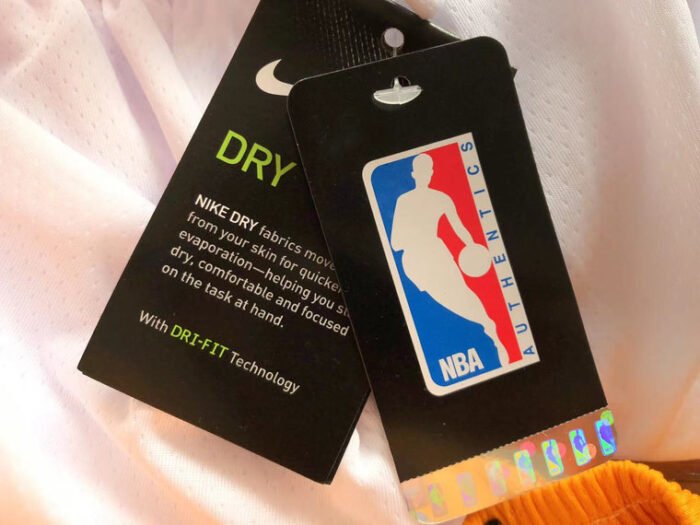 DRY
NIKE DRY fabrics move
from your skin for
evaporation—helping you
dry, comfortable and focused
on the task at hand.
With DRI-FIT Technology
NBA
AUTHENTICS